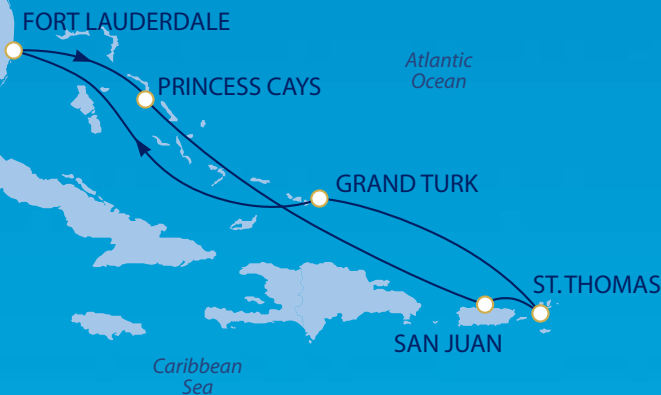 FORT LAUDERDALE
Atlantic
Ocean
PRINCESS CAYS
GRAND TURK
ST.THOMAS
SAN JUAN
Caribbean
Sea